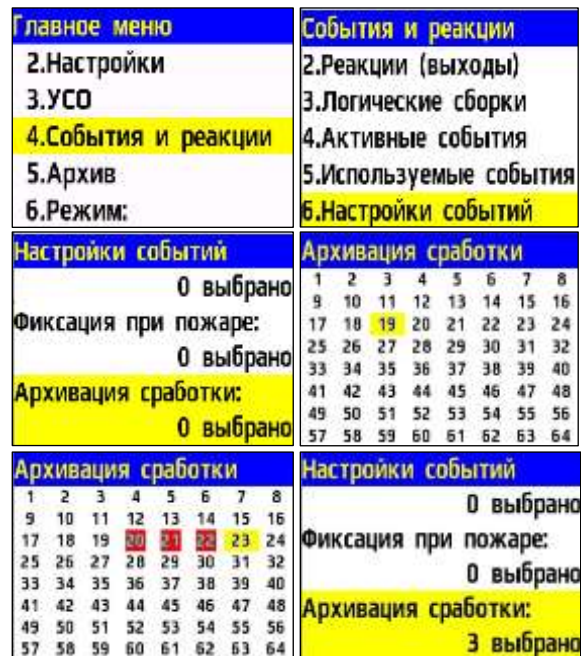 Главное меню
2.Настройки
3.УСО
4.События и реакции
5.Архив
6.Режим:
События и реакции
2.Реакции (выходы)
3.Логические сборки
4.Активные события
5.Используемые события
6.Настройки событий
Настройки событий
0 выбрано
Фиксация при пожаре:
0 выбрано
Архивация сработки:
0 выбрано
Архивация сработки
1 2 3 4 5 6 7 8
9 10 11 12 13 14 15 16
17 18 19 20 21 22 23 24
25 26 27 28 29 30 31 32
33 34 35 36 37 38 39 40
41 42 43 44 45 46 47 48
49 50 51 52 53 54 55 56
57 58 59 60 61 62 63 64
Архивация сработки
1 2 3 4 5 6 7 8
9 10 11 12 13 14 15 16
17 18 19 20 21 22 23 24
25 26 27 28 29 30 31 32
33 34 35 36 37 38 39 40
41 42 43 44 45 46 47 48
49 50 51 52 53 54 55 56
57 58 59 60 61 62 63 64
Настройки событий
0 выбрано
Фиксация при пожаре:
0 выбрано
Архивация сработки:
3 выбрано